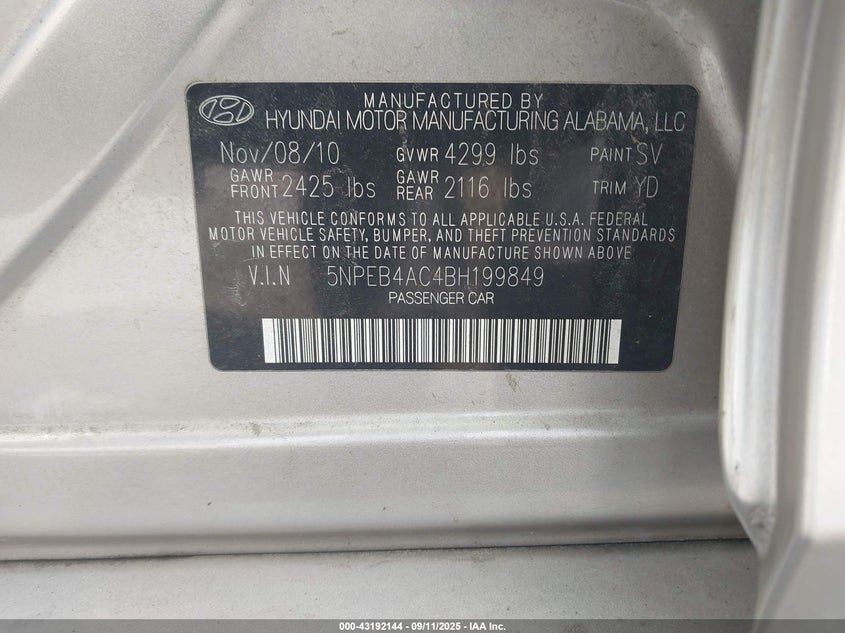 MANUFACTURED BY
HYUNDAI MOTOR MANUFACTURING ALABAMA, LLC
Nov/08/10 GVWR 4299 lbs PAINT SV
GAWR FRONT 2425 lbs GAWR REAR 2116 lbs TRIM YD
THIS VEHICLE CONFORMS TO ALL APPLICABLE U.S.A. FEDERAL
MOTOR VEHICLE SAFETY, BUMPER, AND THEFT PREVENTION STANDARDS
IN EFFECT ON THE DATE OF MANUFACTURE SHOWN ABOVE
V.I.N 5NPEB4AC4BH199849
PASSENGER CAR
000-43192144 - 09/11/2025 - IAA Inc.